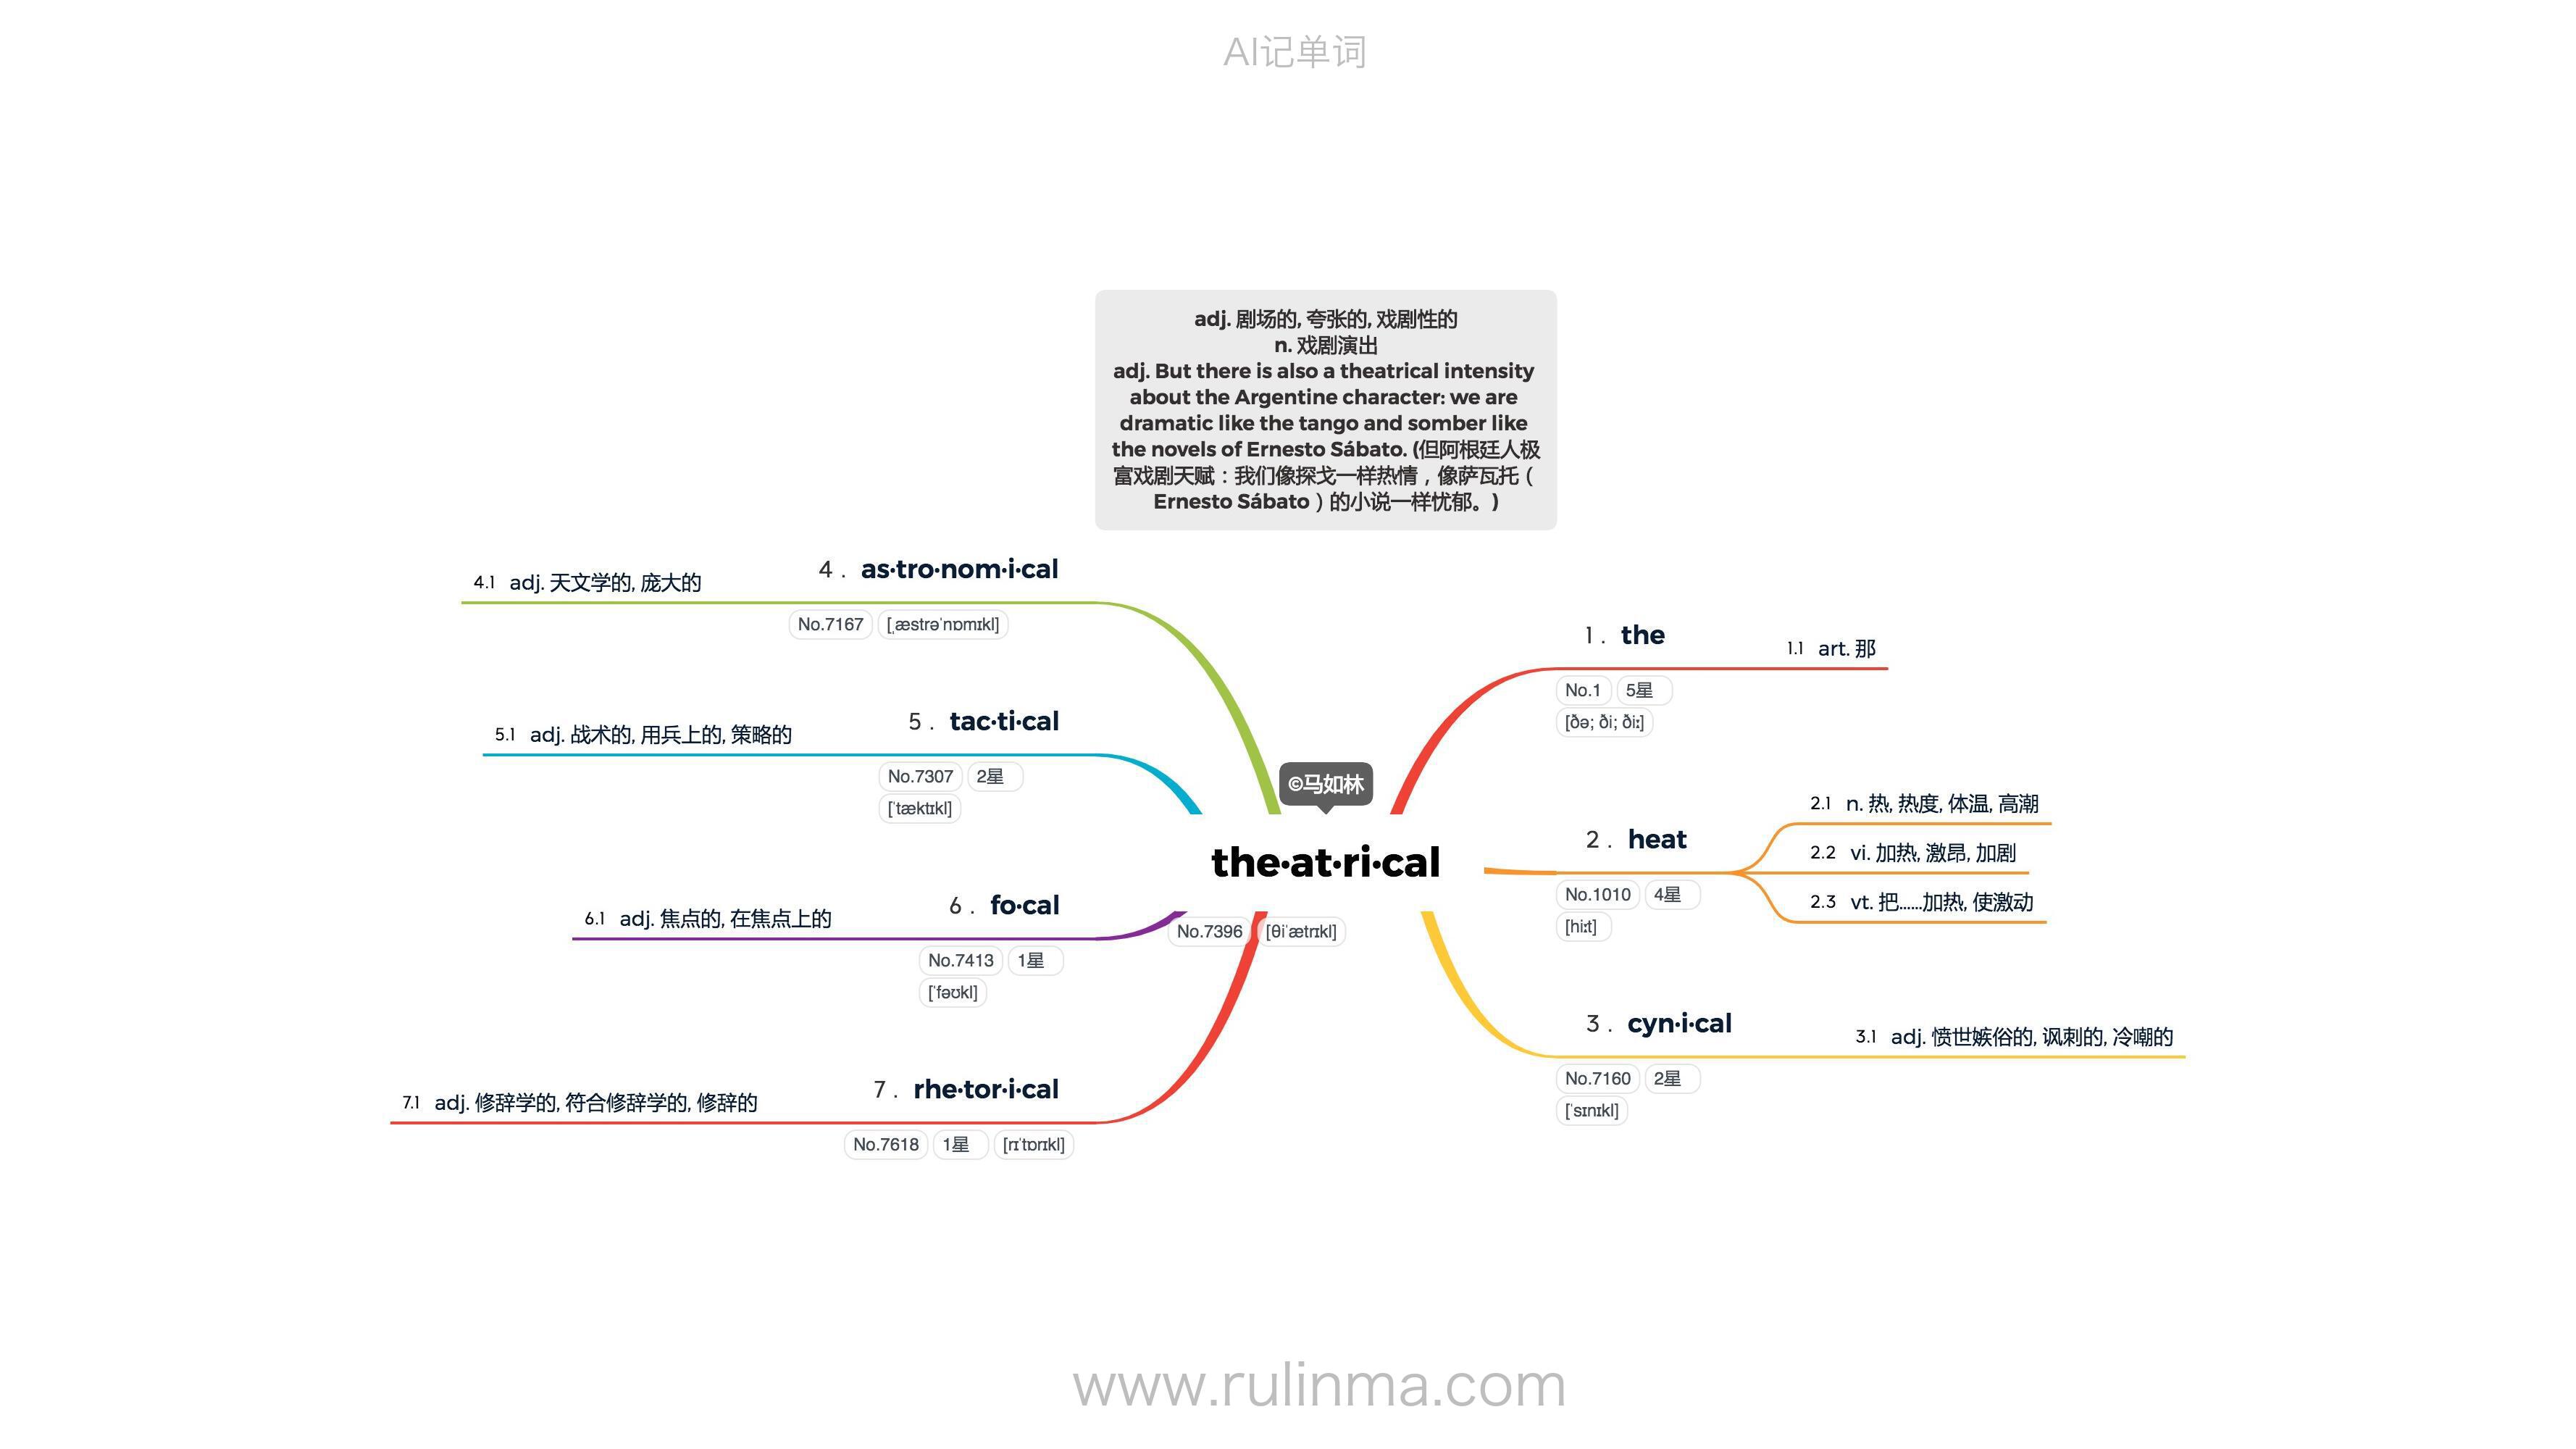 AI记单词
adj. 剧场的, 夸张的, 戏剧性的
n. 戏剧演出
adj. But there is also a theatrical intensity
about the Argentine character: we are
dramatic like the tango and somber like
the novels of Ernesto Sábato. (但阿根廷人极
富戏剧天赋：我们像探戈一样热情，像萨瓦托（
Ernesto Sábato）的小说一样忧郁。)
©马如林
the·at·ri·cal
No.7396 [θiˈætrɪkl]
1. the
No.1 5星
[ðə; ði; ðiː]
1.1 art. 那
2. heat
No.1010 4星
[hiːt]
2.1 n. 热, 热度, 体温, 高潮
2.2 vi. 加热, 激昂, 加剧
2.3 vt. 把……加热, 使激动
3. cyn·i·cal
No.7160 2星
[ˈsɪnɪkl]
3.1 adj. 愤世嫉俗的, 讽刺的, 冷嘲的
4. as·tro·nom·i·cal
No.7167 [ˌæstrəˈnɒmɪkl]
4.1 adj. 天文学的, 庞大的
5. tac·ti·cal
No.7307 2星
[ˈtæktɪkl]
5.1 adj. 战术的, 用兵上的, 策略的
6. fo·cal
No.7413 1星
[ˈfəʊkl]
6.1 adj. 焦点的, 在焦点上的
7. rhe·tor·i·cal
No.7618 1星 [rɪˈtɒrɪkl]
7.1 adj. 修辞学的, 符合修辞学的, 修辞的
www.rulinma.com